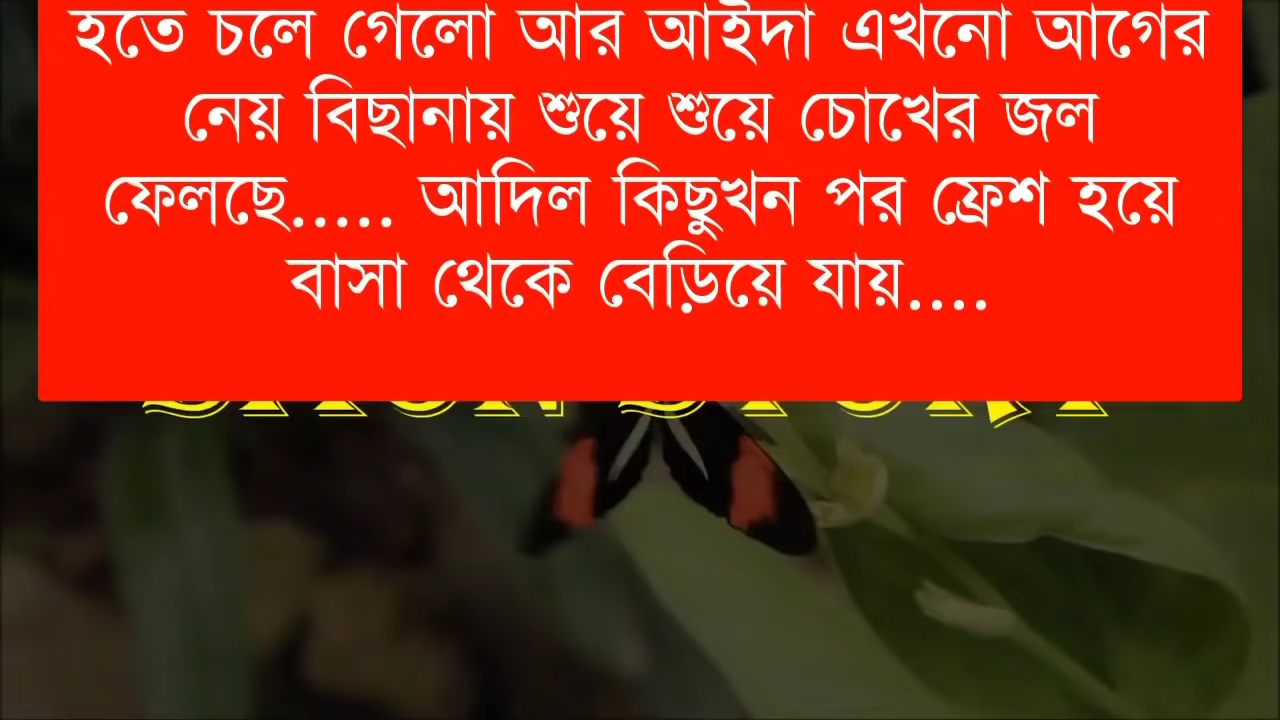 হতে চলে গেলো আর আইদা এখনো আগের
নেয় বিছানায় শুয়ে শুয়ে চোখের জল
ফেলছে..... আদিল কিছুখন পর ফ্রেশ হয়ে
বাসা থেকে বেড়িয়ে যায়....